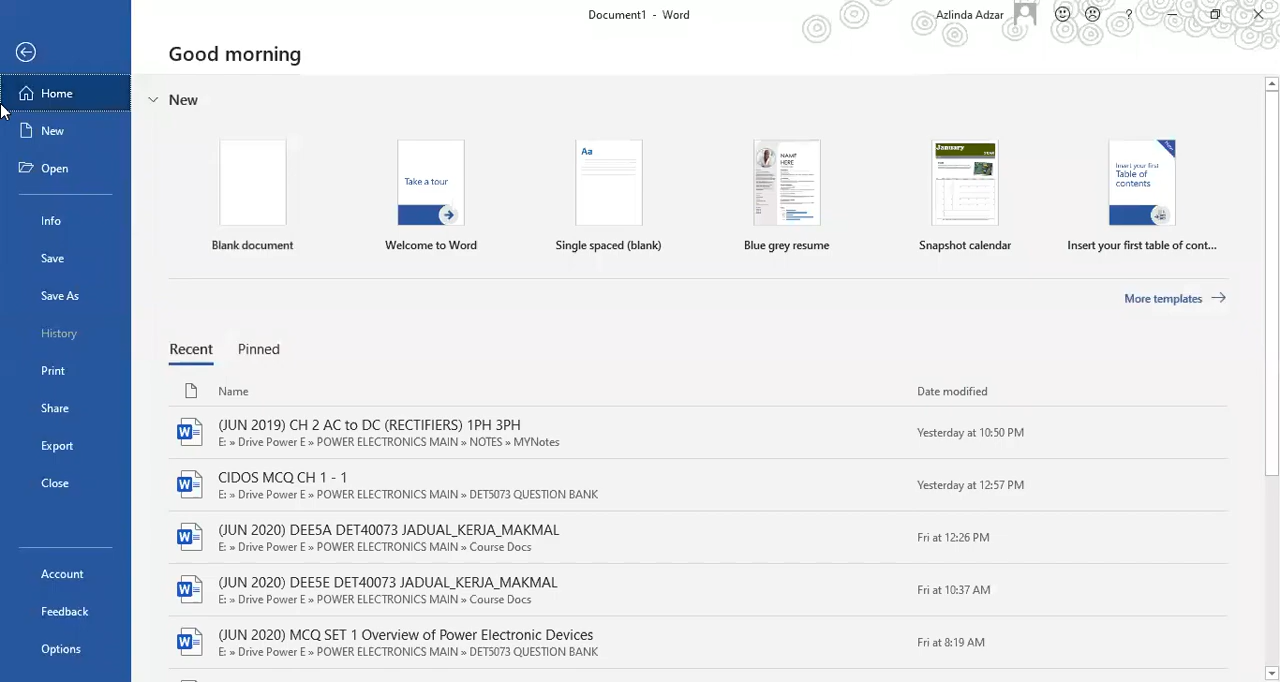 Document1 - Word
Azlinda Adzar
?
Good morning
Home
New
Open
Info
Save
Save As
History
Print
Share
Export
Close
Account
Feedback
Options
New
Aa
Take a tour
NAME
HERE
January
Insert your first
Table of
contents
Blank document
Welcome to Word
Single spaced (blank)
Blue grey resume
Snapshot calendar
Insert your first table of cont...
More templates
Recent
Pinned
Name
Date modified
(JUN 2019) CH 2 AC to DC (RECTIFIERS) 1PH 3PH
E: » Drive Power E » POWER ELECTRONICS MAIN » NOTES » MYNotes
Yesterday at 10:50 PM
CIDOS MCQ CH 1 - 1
E: » Drive Power E » POWER ELECTRONICS MAIN » DET5073 QUESTION BANK
Yesterday at 12:57 PM
(JUN 2020) DEE5A DET40073 JADUAL_KERJA_MAKMAL
E: » Drive Power E » POWER ELECTRONICS MAIN » Course Docs
Fri at 12:26 PM
(JUN 2020) DEE5E DET40073 JADUAL_KERJA_MAKMAL
E: » Drive Power E » POWER ELECTRONICS MAIN » Course Docs
Fri at 10:37 AM
(JUN 2020) MCQ SET 1 Overview of Power Electronic Devices
E: » Drive Power E » POWER ELECTRONICS MAIN » DET5073 QUESTION BANK
Fri at 8:19 AM